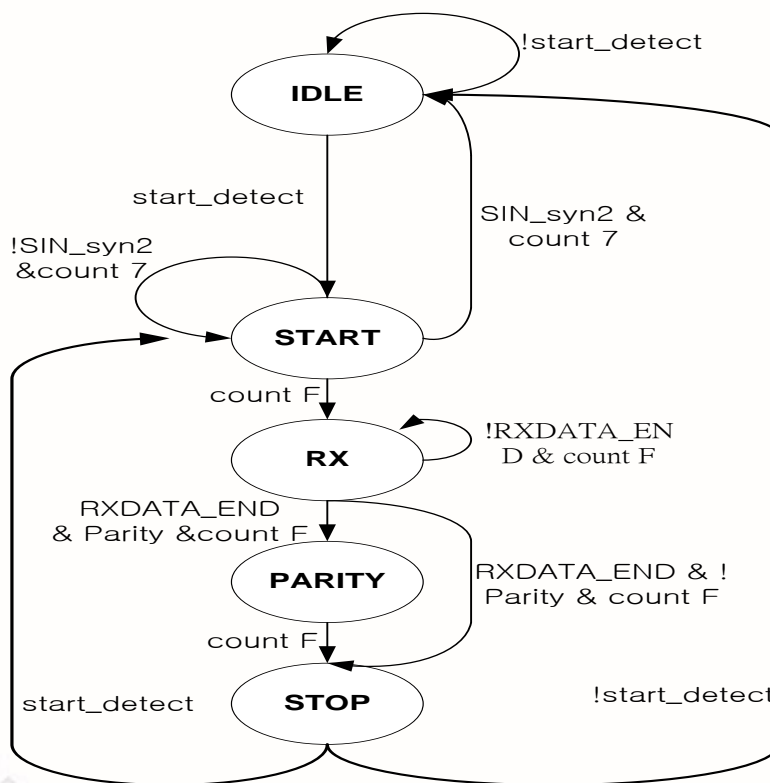 !start_detect
IDLE
start_detect
SIN_syn2 &
count 7
!SIN_syn2
&count 7
START
count F
RX
!RXDATA_EN
D & count F
RXDATA_END
& Parity &count F
PARITY
RXDATA_END & !
Parity & count F
count F
STOP
start_detect
!start_detect